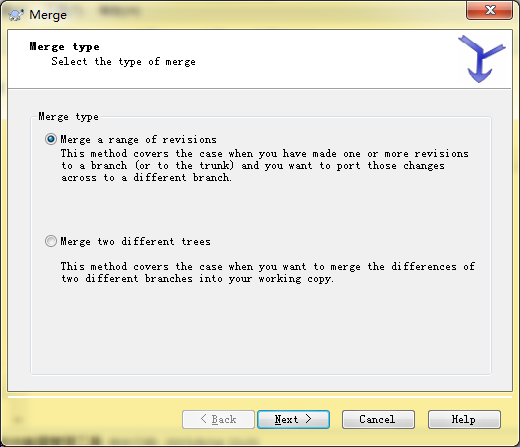 Merge
Merge type
Select the type of merge
Merge type
Merge a range of revisions
This method covers the case when you have made one or more revisions
to a branch (or to the trunk) and you want to port those changes
across to a different branch.
Merge two different trees
This method covers the case when you want to merge the differences of
two different branches into your working copy.
< Back
Next >
Cancel
Help